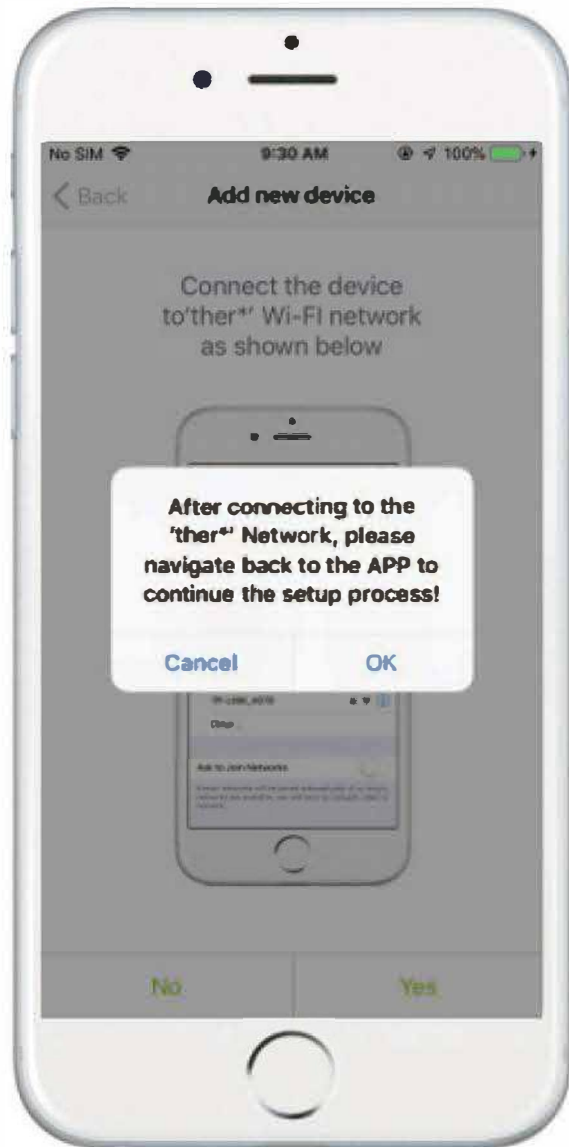 No SIM 9:30 AM 100%
Back Add new device
Connect the device
to'ther*' Wi-FI network
as shown below
After connecting to the
'ther*' Network, please
navigate back to the APP to
continue the setup process!
Cancel OK
Ask to Join Networks
No Yes